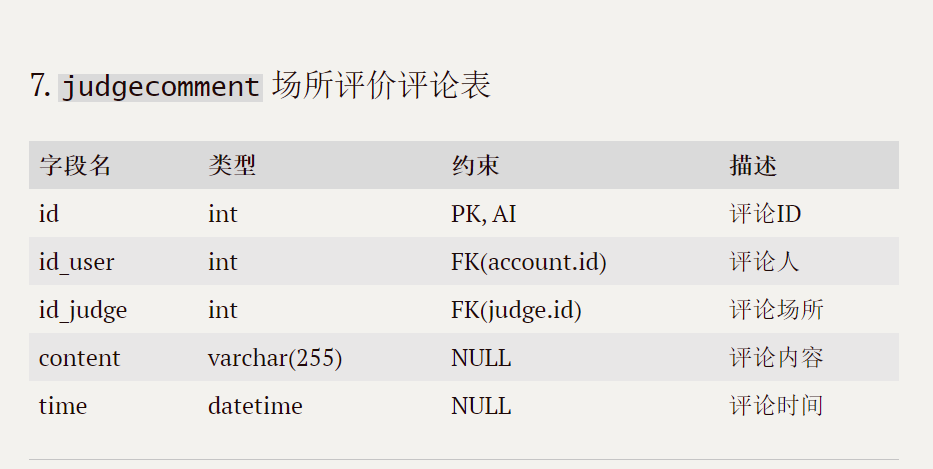 7. judgecomment 场所评价评论表
字段名 类型 约束 描述
id int PK, AI 评论ID
id_user int FK(account.id) 评论人
id_judge int FK(judge.id) 评论场所
content varchar(255) NULL 评论内容
time datetime NULL 评论时间